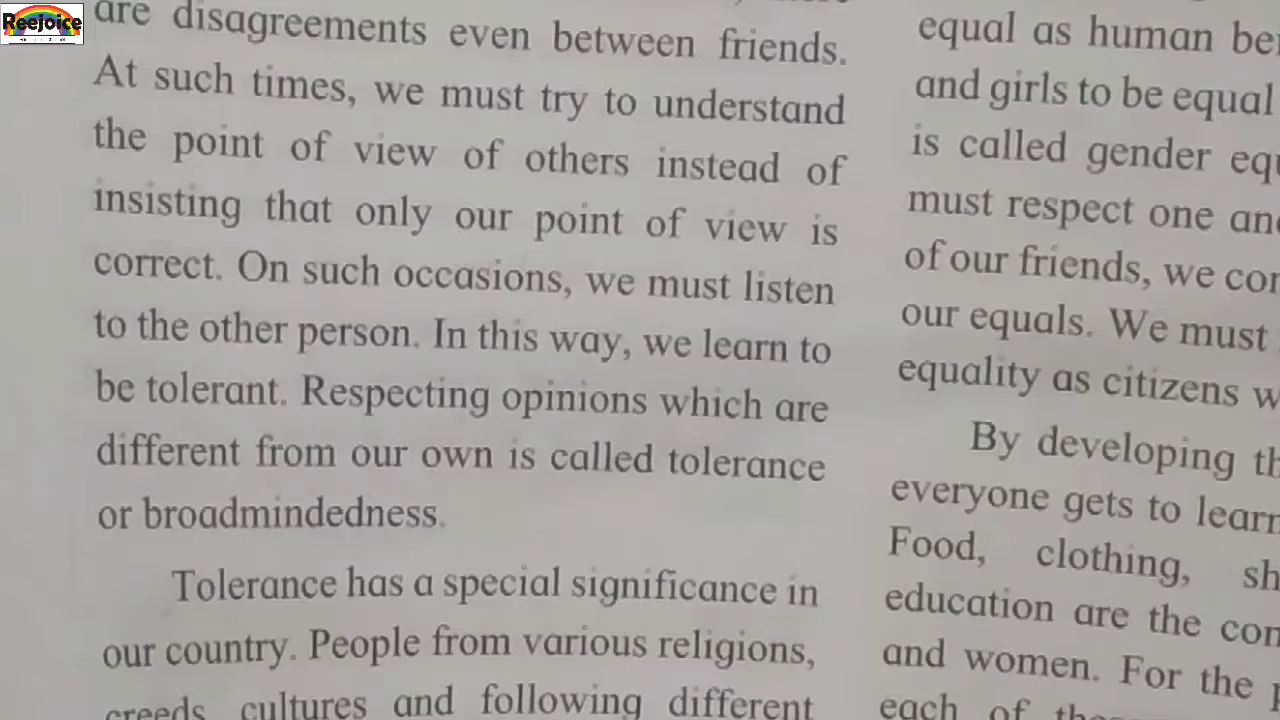 Reejoice
are disagreements even between friends.
At such times, we must try to understand
the point of view of others instead of
insisting that only our point of view is
correct. On such occasions, we must listen
to the other person. In this way, we learn to
be tolerant. Respecting opinions which are
different from our own is called tolerance
or broadmindedness.
Tolerance has a special significance in
our country. People from various religions,
creeds, cultures and following different
equal as human
and girls to be equal
is called gender
must respect one
of our friends, we
our equals. We must
equality as citizens
By developing
everyone gets to learn
Food, clothing,
education are the
and women. For the
each of